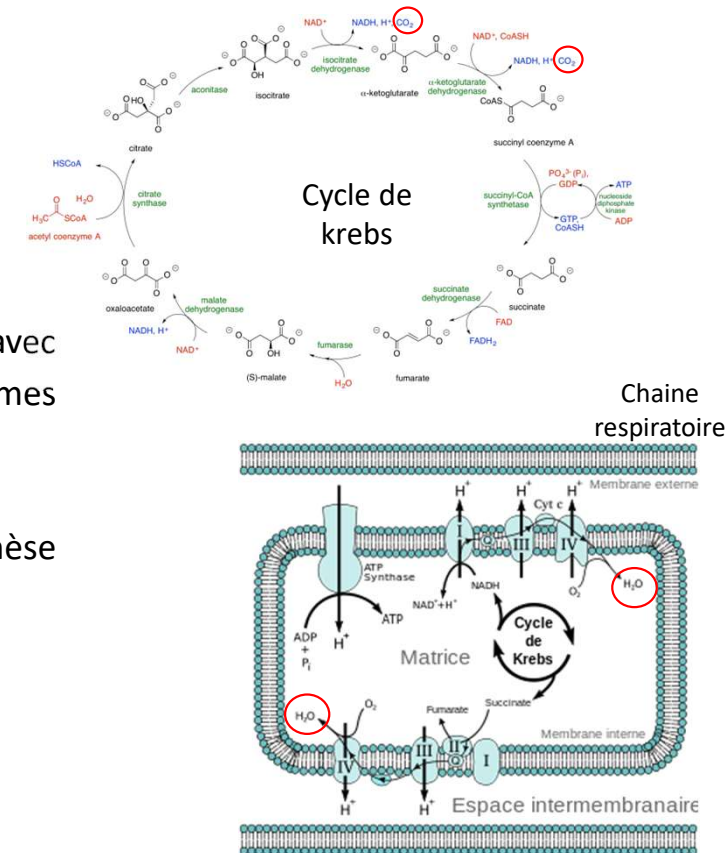 NAD⁺
NADH, H⁺ CO₂
isocitrate
dehydrogenase
aconitase
isocitrate
α-ketoglutarate
NAD⁺, CoASH
NADH, H⁺ CO₂
α-ketoglutarate
dehydrogenase
CoAS
succinyl coenzyme A
citrate
HSCoA
H₂O
citrate
synthase
H₃C SCoA
acetyl coenzyme A
Cycle de
krebs
succinyl-CoA
synthetase
PO₄³⁻ (Pᵢ),
GDP
ATP
nucleoside
diphosphate
kinase
GTP,
CoASH
ADP
oxaloacetate
malate
dehydrogenase
NADH, H⁺
NAD⁺
succinate
dehydrogenase
succinate
FAD
FADH₂
fumarase
(S)-malate
H₂O
fumarate
avec
mes
hèse
Chaine
respiratoire
Membrane externe
H⁺
H⁺
H⁺
H⁺
Cyt c
I
Q
III
IV
ATP
Synthase
NADH
NAD⁺+H⁺
O₂
H₂O
ATP
ADP
+
Pᵢ
H⁺
Matrice
Cycle
de
Krebs
O₂
H₂O
Fumarate
Succinate
Membrane interne
IV
III
II
Q
I
H⁺
H⁺
Espace intermembranaire